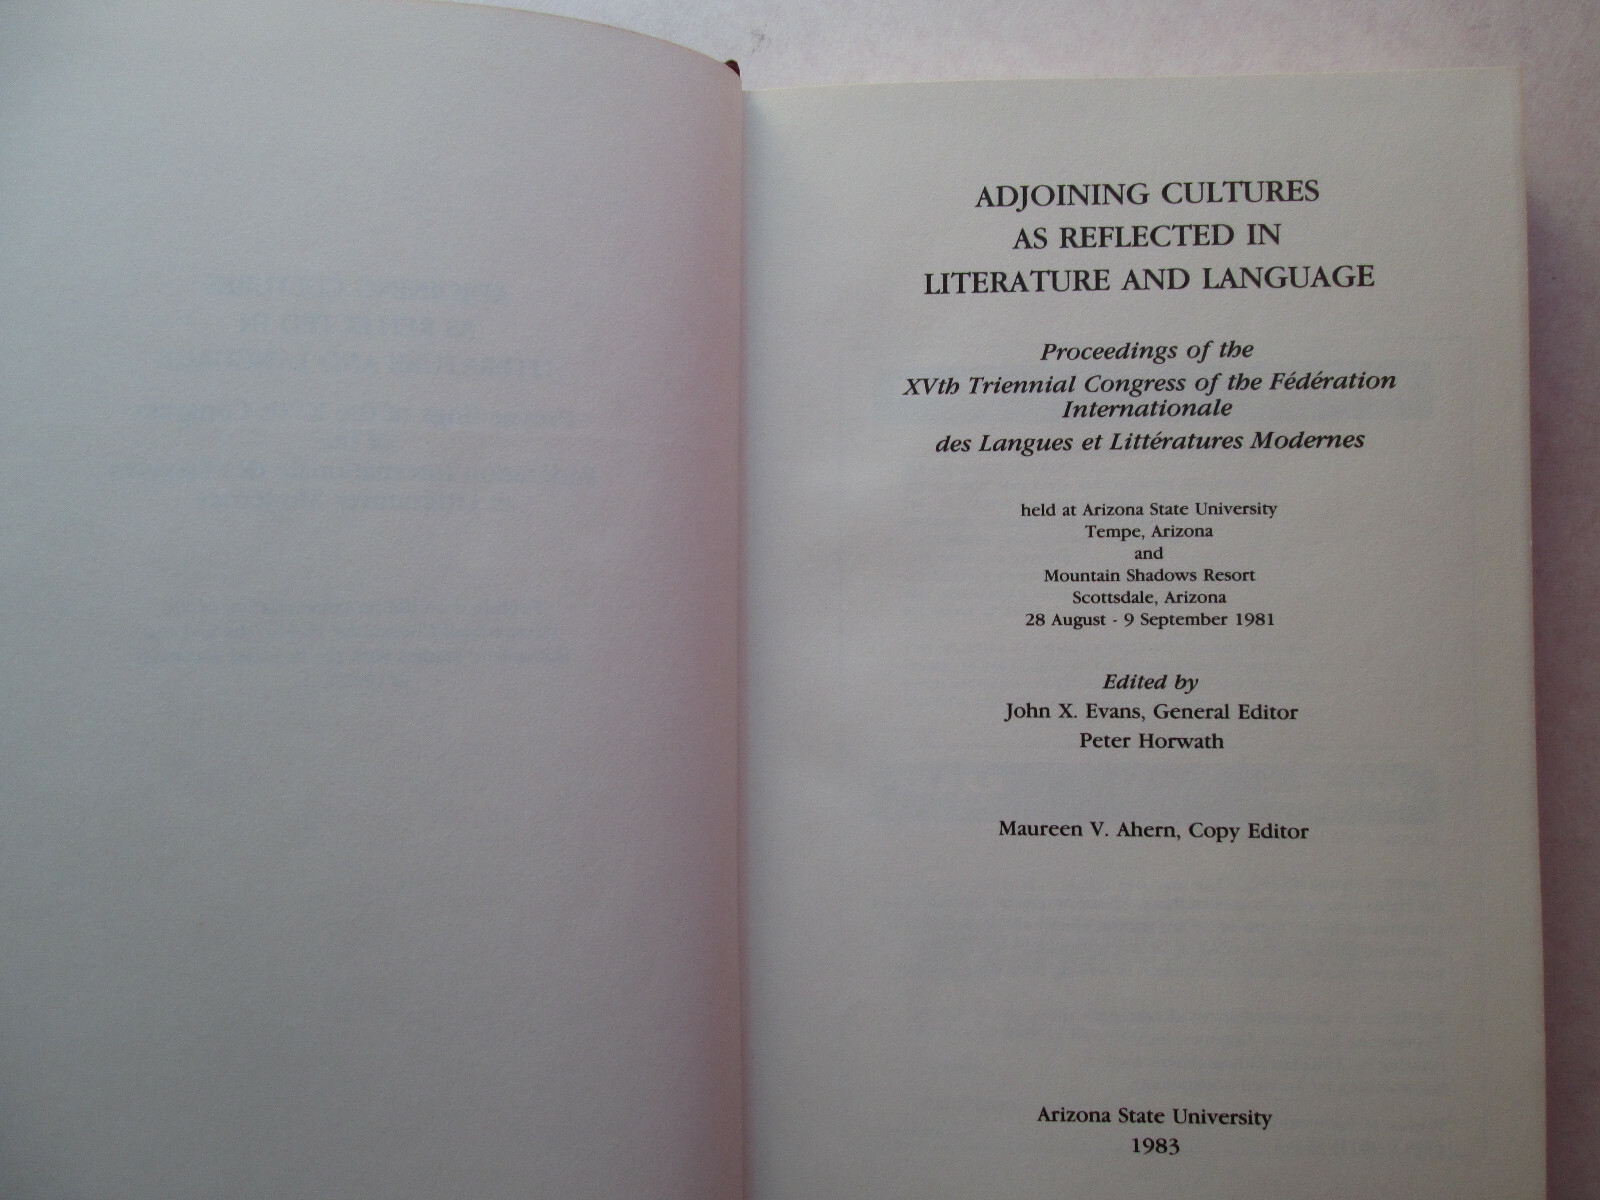 ADJOINING CULTURES
AS REFLECTED IN
LITERATURE AND LANGUAGE
Proceedings of the
XVth Triennial Congress of the Fédération
Internationale
des Langues et Littératures Modernes
held at Arizona State University
Tempe, Arizona
and
Mountain Shadows Resort
Scottsdale, Arizona
28 August - 9 September 1981
Edited by
John X. Evans, General Editor
Peter Horwath
Maureen V. Ahern, Copy Editor
Arizona State University
1983